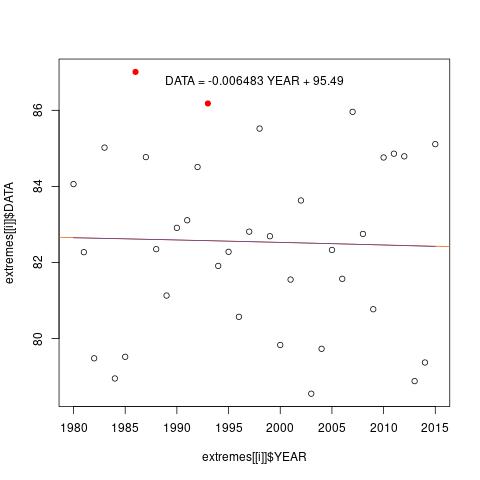 DATA = -0.006483 YEAR + 95.49
86
84
82
80
extremes[[i]]$DATA
1980 1985 1990 1995 2000 2005 2010 2015
extremes[[i]]$YEAR